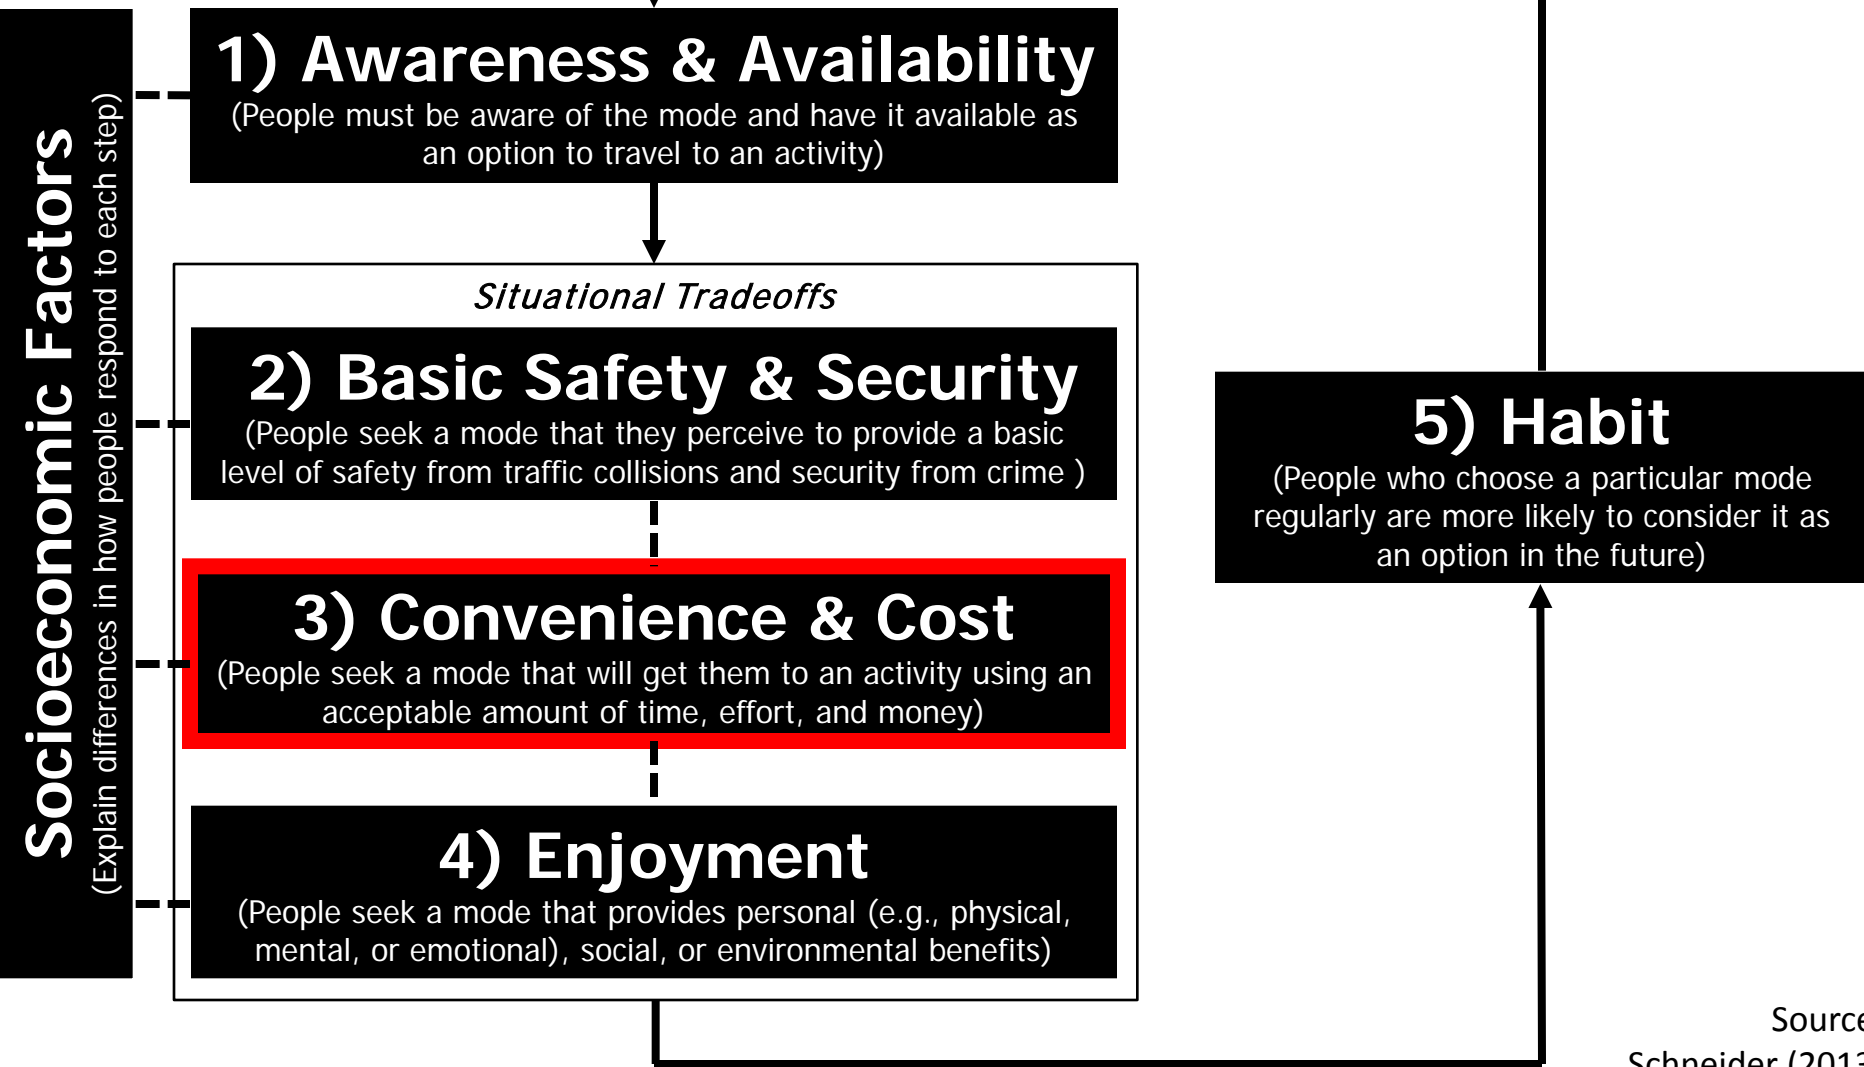 Socioeconomic Factors
(Explain differences in how people respond to each step)
1) Awareness & Availability
(People must be aware of the mode and have it available as
an option to travel to an activity)
Situational Tradeoffs
2) Basic Safety & Security
(People seek a mode that they perceive to provide a basic
level of safety from traffic collisions and security from crime )
3) Convenience & Cost
(People seek a mode that will get them to an activity using an
acceptable amount of time, effort, and money)
4) Enjoyment
(People seek a mode that provides personal (e.g., physical,
mental, or emotional), social, or environmental benefits)
5) Habit
(People who choose a particular mode
regularly are more likely to consider it as
an option in the future)
Source
Schneider (2013